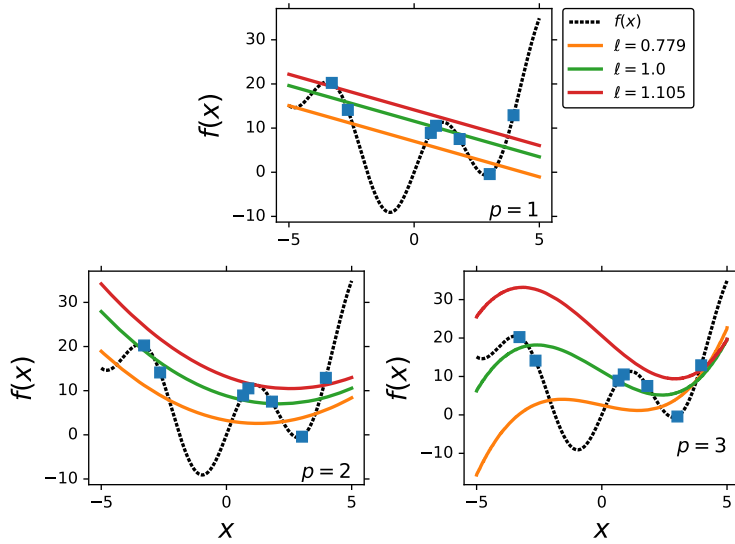 f(x)
30
20
10
0
−10
−5
0
5
p = 1
f(x)
ℓ = 0.779
ℓ = 1.0
ℓ = 1.105
f(x)
30
20
10
0
−10
−5
0
5
p = 2
x
f(x)
30
20
10
0
−10
−5
0
5
p = 3
x